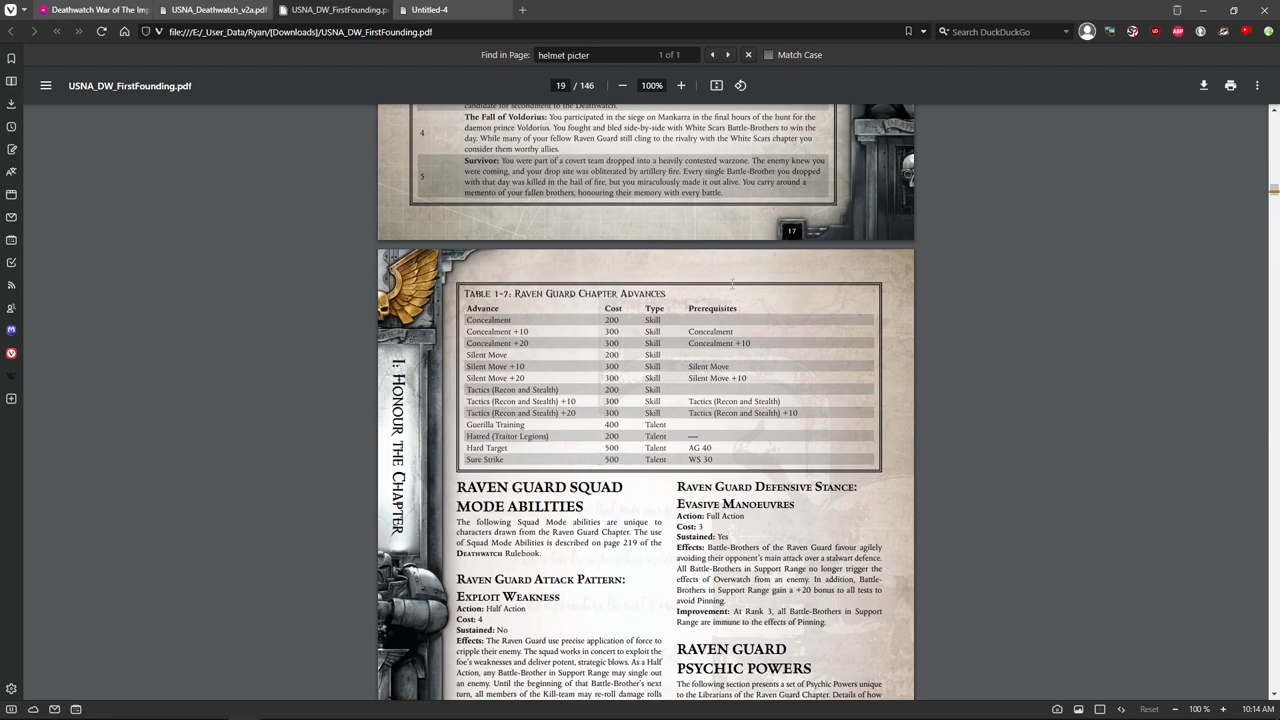 Deathwatch War of The Imp
USNA_Deathwatch_v2a.pdf
USNA_DW_FirstFounding.pc
Untitled-4
file:///E:/_User_Data/Ryan/[Downloads]/USNA_DW_FirstFounding.pdf
Search DuckDuckGo
Find in Page:
helmet picter
1 of 1
Match Case
USNA_DW_FirstFounding.pdf
19 / 146
100%
candidate for secondment to the Deathwatch.
4
The Fall of Voldorius: You participated in the siege on Mankarra in the final hours of the hunt for the
daemon prince Voldorius. You fought and bled side-by-side with White Scars Battle-Brothers to win the
day. While many of your fellow Raven Guard still cling to the rivalry with the White Scars chapter you
consider them worthy allies.
5
Survivor: You were part of a covert team dropped into a heavily contested warzone. The enemy knew you
were coming, and your drop site was obliterated by artillery fire. Every single Battle-Brother you dropped
with that day was killed in the hail of fire, but you miraculously made it out alive. You carry around a
memento of your fallen brothers, honouring their memory with every battle.
17
I: Honour the Chapter
Table 1-7: Raven Guard Chapter Advances
Advance Cost Type Prerequisites
Concealment 200 Skill
Concealment +10 300 Skill Concealment
Concealment +20 300 Skill Concealment +10
Silent Move 200 Skill
Silent Move +10 300 Skill Silent Move
Silent Move +20 300 Skill Silent Move +10
Tactics (Recon and Stealth) 200 Skill
Tactics (Recon and Stealth) +10 300 Skill Tactics (Recon and Stealth)
Tactics (Recon and Stealth) +20 300 Skill Tactics (Recon and Stealth) +10
Guerilla Training 400 Talent
Hatred (Traitor Legions) 200 Talent —
Hard Target 500 Talent AG 40
Sure Strike 500 Talent WS 30
Raven Guard Squad
Mode Abilities
The following Squad Mode abilities are unique to
characters drawn from the Raven Guard Chapter. The use
of Squad Mode Abilities is described on page 219 of the
Deathwatch Rulebook.
Raven Guard Attack Pattern:
Exploit Weakness
Action: Half Action
Cost: 4
Sustained: No
Effects: The Raven Guard use precise application of force to
cripple their enemy. The squad works in concert to exploit the
foe's weaknesses and deliver potent, strategic blows. As a Half
Action, any Battle-Brother in Support Range may single out
an enemy. Until the beginning of that Battle-Brother's next
turn, all members of the Kill-team may re-roll damage rolls
Raven Guard Defensive Stance:
Evasive Manoeuvres
Action: Full Action
Cost: 3
Sustained: Yes
Effects: Battle-Brothers of the Raven Guard favour agilely
avoiding their opponent's main attack over a stalwart defence.
All Battle-Brothers in Support Range no longer trigger the
effects of Overwatch from an enemy. In addition, Battle-
Brothers in Support Range gain a +20 bonus to all tests to
avoid Pinning.
Improvement: At Rank 3, all Battle-Brothers in Support
Range are immune to the effects of Pinning.
Raven Guard
Psychic Powers
The following section presents a set of Psychic Powers unique
to the Librarians of the Raven Guard Chapter. Details of how
Reset
100 %
10:14 AM